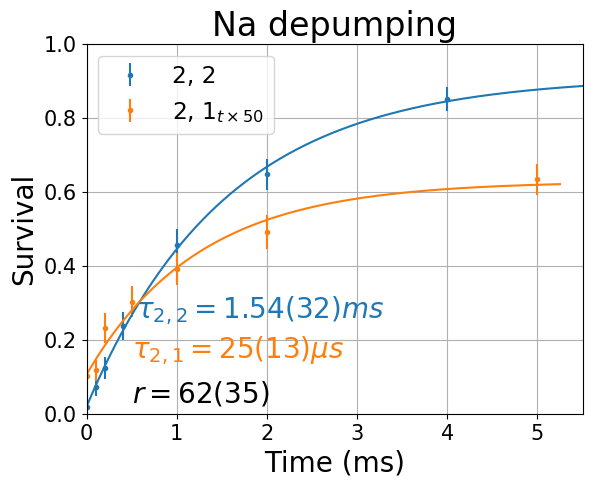 Na depumping
2, 2
2, 1ₜ×₅₀
τ₂,₂ = 1.54(32)ms
τ₂,₁ = 25(13)μs
r = 62(35)
Survival
1.0
0.8
0.6
0.4
0.2
0.0
0 1 2 3 4 5
Time (ms)